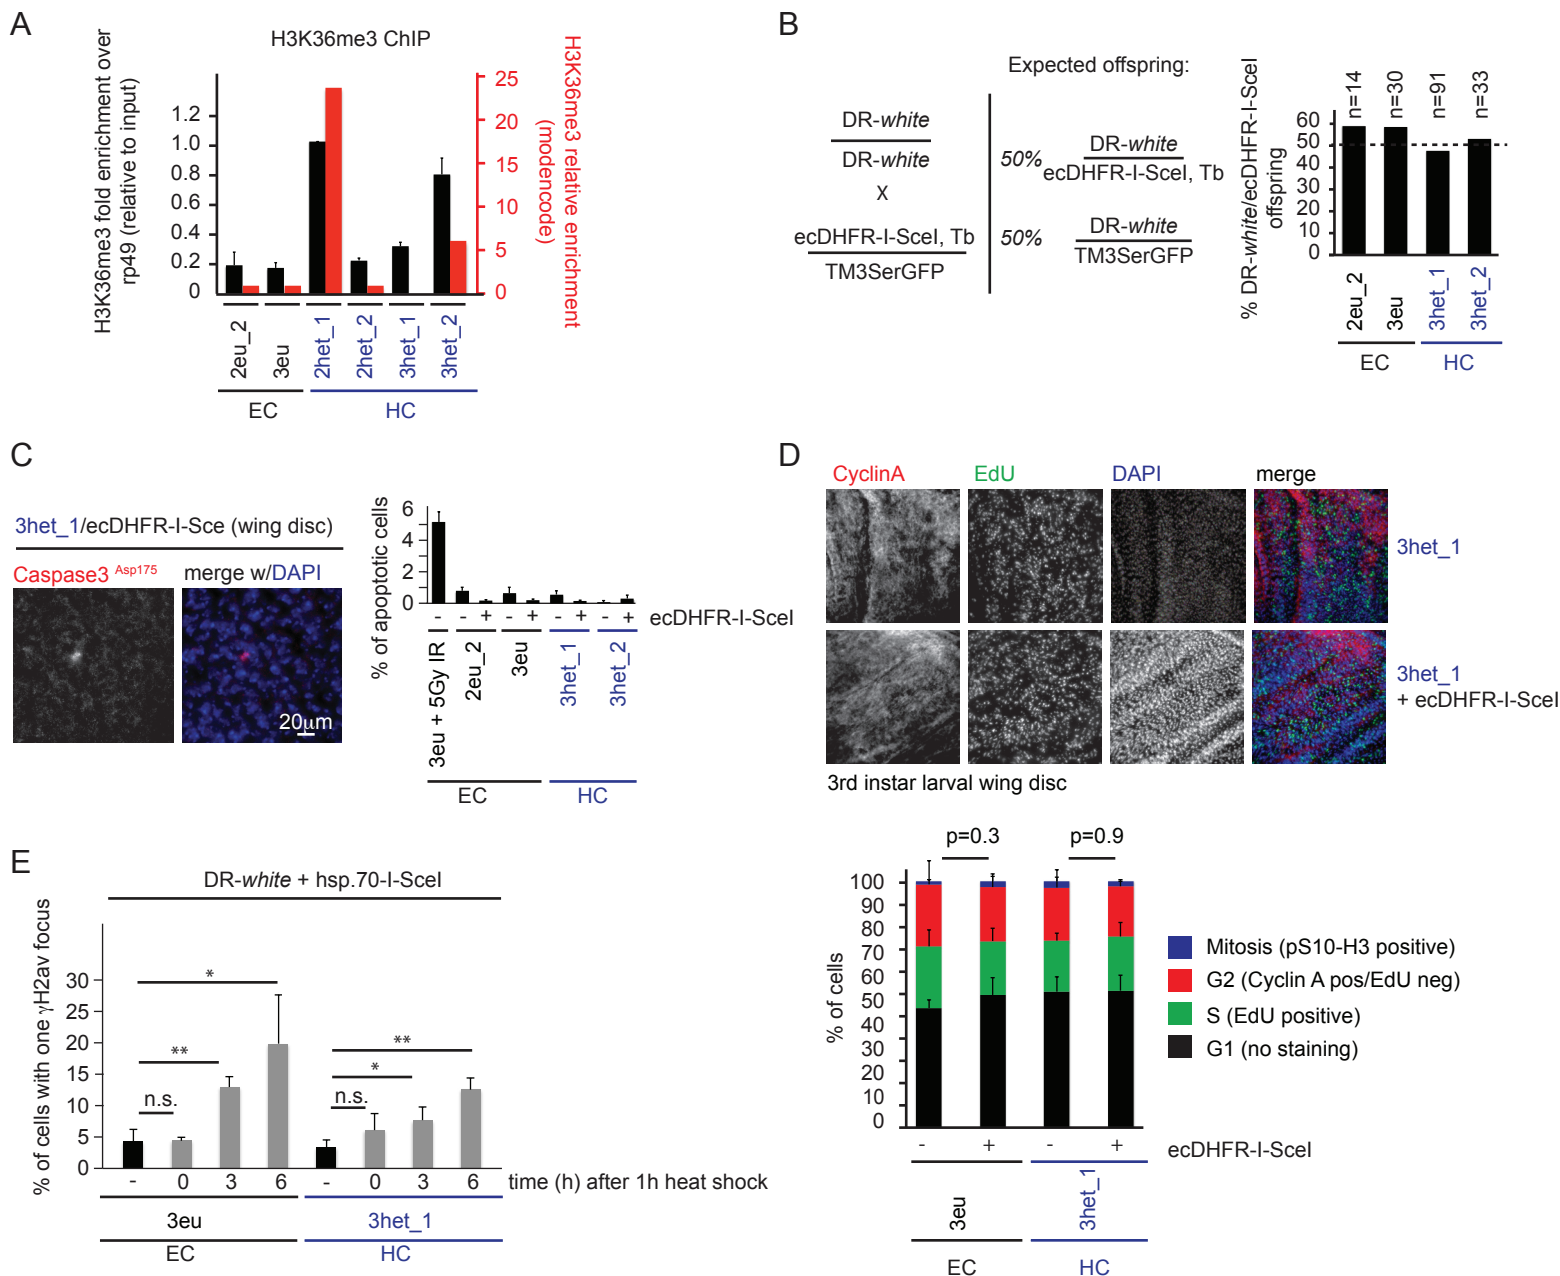 A
H3K36me3 ChIP
H3K36me3 fold enrichment over
rp49 (relative to input)
1.2
1.0
0.8
0.6
0.4
0.2
0
25
20
15
10
5
0
H3K36me3 relative enrichment
(modencode)
2eu_2
3eu
2het_1
2het_2
3het_1
3het_2
EC
HC
B
Expected offspring:
DR-white
DR-white
X
ecDHFR-I-SceI, Tb
TM3SerGFP
50%
DR-white
ecDHFR-I-SceI, Tb
50%
DR-white
TM3SerGFP
% DR-white/ecDHFR-I-SceI
offspring
60
50
40
30
20
10
0
n=14
n=30
n=91
n=33
2eu_2
3eu
3het_1
3het_2
EC
HC
C
3het_1/ecDHFR-I-Sce (wing disc)
Caspase3 Asp175
merge w/DAPI
20μm
% of apoptotic cells
6
4
2
0
- - + - + - + - +
ecDHFR-I-SceI
3eu + 5Gy IR
2eu_2
3eu
3het_1
3het_2
EC
HC
D
CyclinA
EdU
DAPI
merge
3het_1
3het_1
+ ecDHFR-I-SceI
3rd instar larval wing disc
p=0.3
p=0.9
% of cells
100
90
80
70
60
50
40
30
20
10
0
Mitosis (pS10-H3 positive)
G2 (Cyclin A pos/EdU neg)
S (EdU positive)
G1 (no staining)
- + - +
ecDHFR-I-SceI
3eu
3het_1
EC
HC
E
DR-white + hsp.70-I-SceI
% of cells with one γH2av focus
30
25
20
15
10
5
0
*
**
n.s.
**
*
n.s.
- 0 3 6 - 0 3 6
time (h) after 1h heat shock
3eu
3het_1
EC
HC